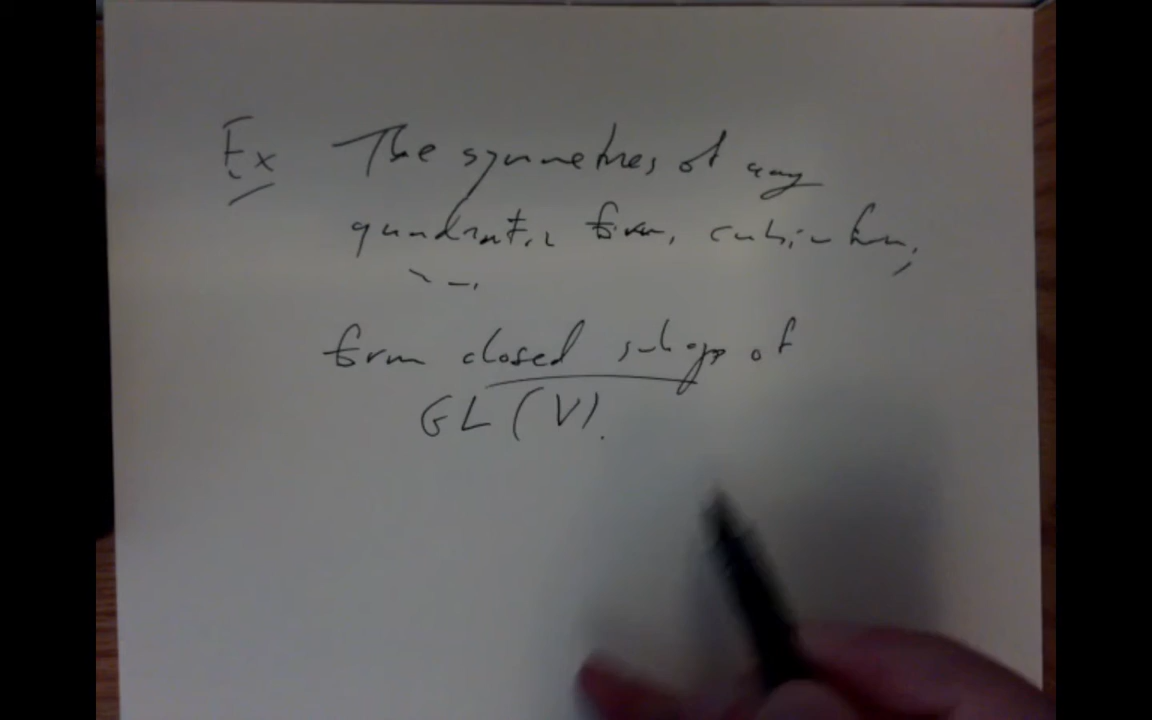 Ex The symmetries of any
quadratic form, cubic form,
...
form closed subgps of
GL(V).